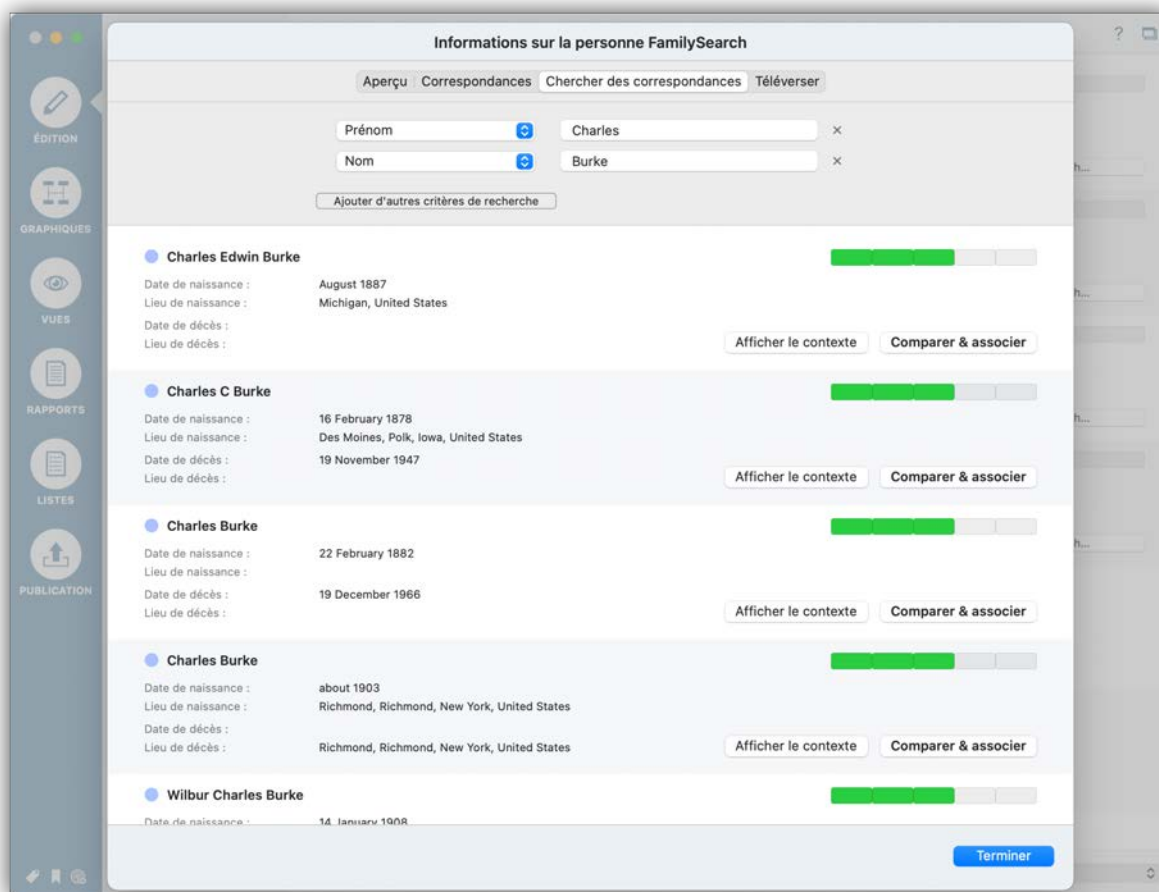 Informations sur la personne FamilySearch
?
Aperçu Correspondances Chercher des correspondances Téléverser
Prénom Charles ×
Nom Burke ×
Ajouter d'autres critères de recherche
ÉDITION
GRAPHIQUES
VUES
RAPPORTS
LISTES
PUBLICATION
Charles Edwin Burke
Date de naissance : August 1887
Lieu de naissance : Michigan, United States
Date de décès :
Lieu de décès :
Afficher le contexte Comparer & associer
Charles C Burke
Date de naissance : 16 February 1878
Lieu de naissance : Des Moines, Polk, Iowa, United States
Date de décès : 19 November 1947
Lieu de décès :
Afficher le contexte Comparer & associer
Charles Burke
Date de naissance : 22 February 1882
Lieu de naissance :
Date de décès : 19 December 1966
Lieu de décès :
Afficher le contexte Comparer & associer
Charles Burke
Date de naissance : about 1903
Lieu de naissance : Richmond, Richmond, New York, United States
Date de décès :
Lieu de décès : Richmond, Richmond, New York, United States
Afficher le contexte Comparer & associer
Wilbur Charles Burke
Date de naissance : 14 January 1908
Terminer